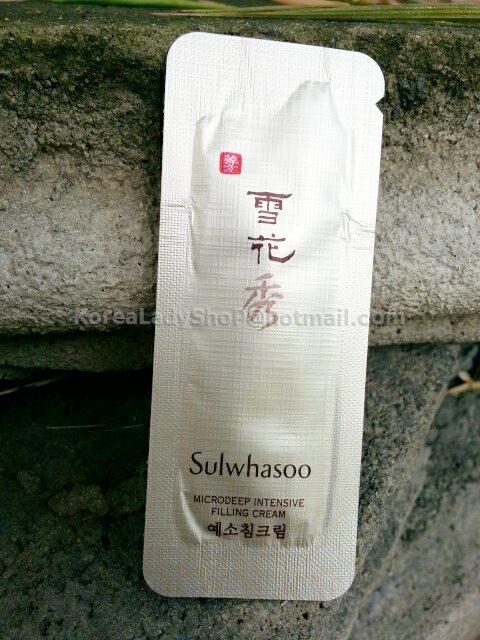 雪
花
秀
KoreaLadyShoP@hotmail.com
Sulwhasoo
MICRODEEP INTENSIVE
FILLING CREAM
예소침크림